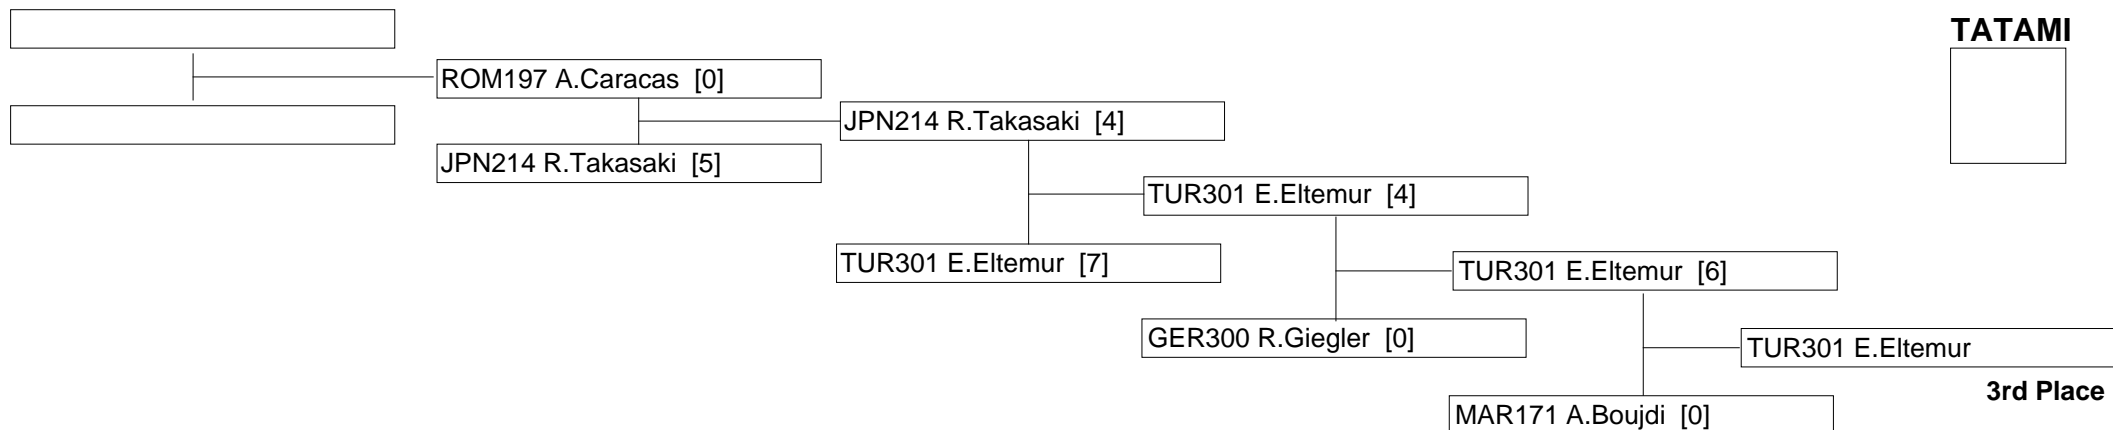 TATAMI
ROM197 A.Caracas [0]
JPN214 R.Takasaki [4]
JPN214 R.Takasaki [5]
TUR301 E.Eltemur [4]
TUR301 E.Eltemur [7]
TUR301 E.Eltemur [6]
GER300 R.Giegler [0]
TUR301 E.Eltemur
3rd Place
MAR171 A.Boujdi [0]